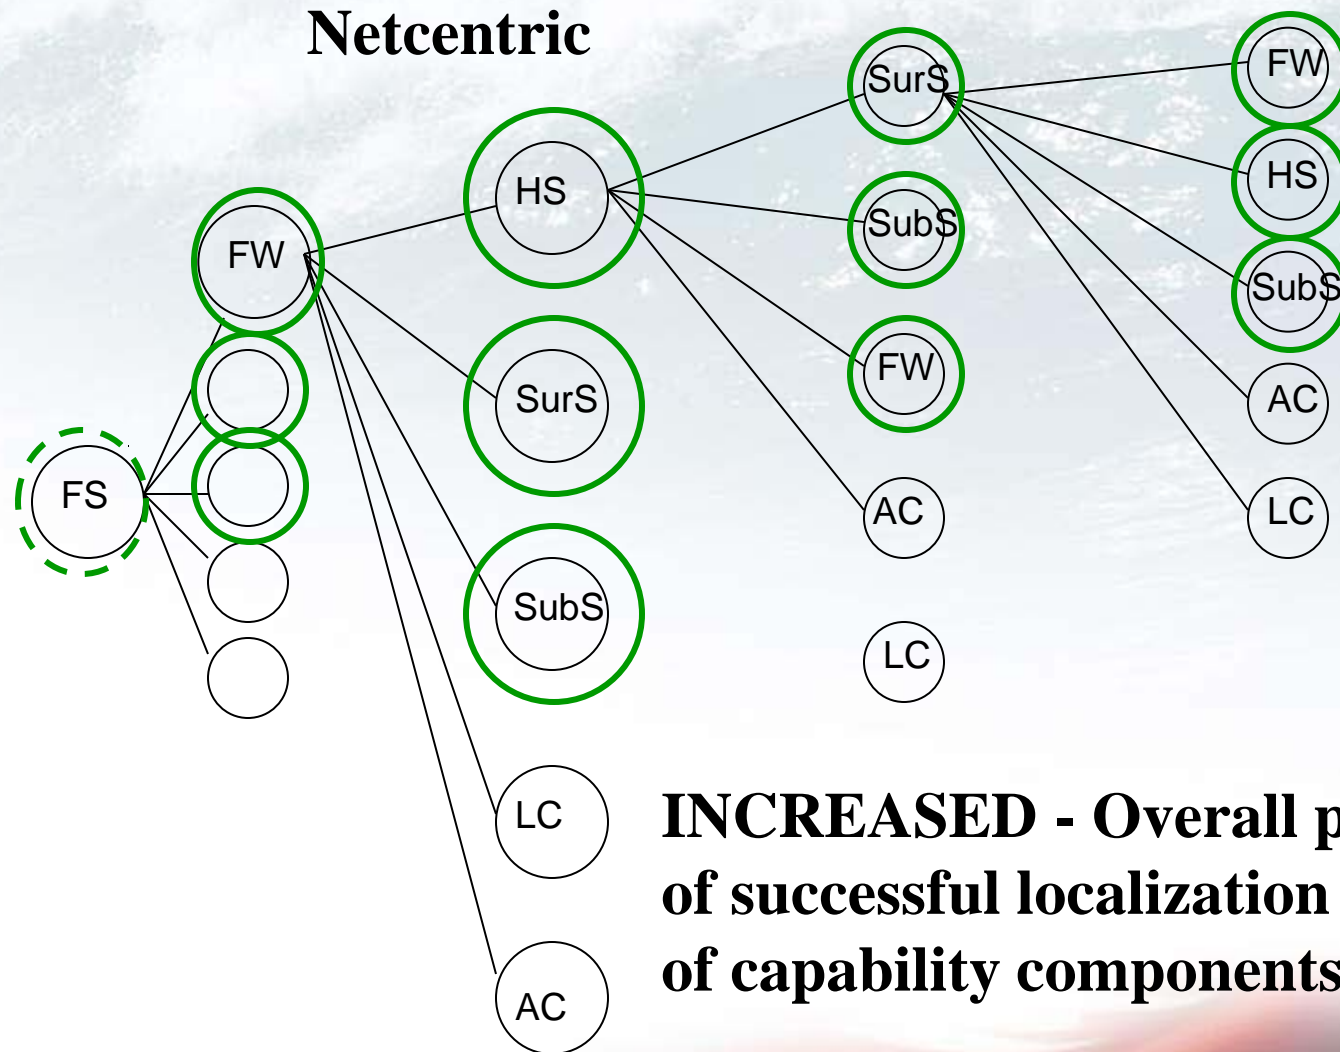 Netcentric
FS
FW
HS
SurS
SubS
LC
AC
SurS
SubS
FW
AC
LC
FW
HS
SubS
AC
LC
INCREASED - Overall p
of successful localization
of capability components